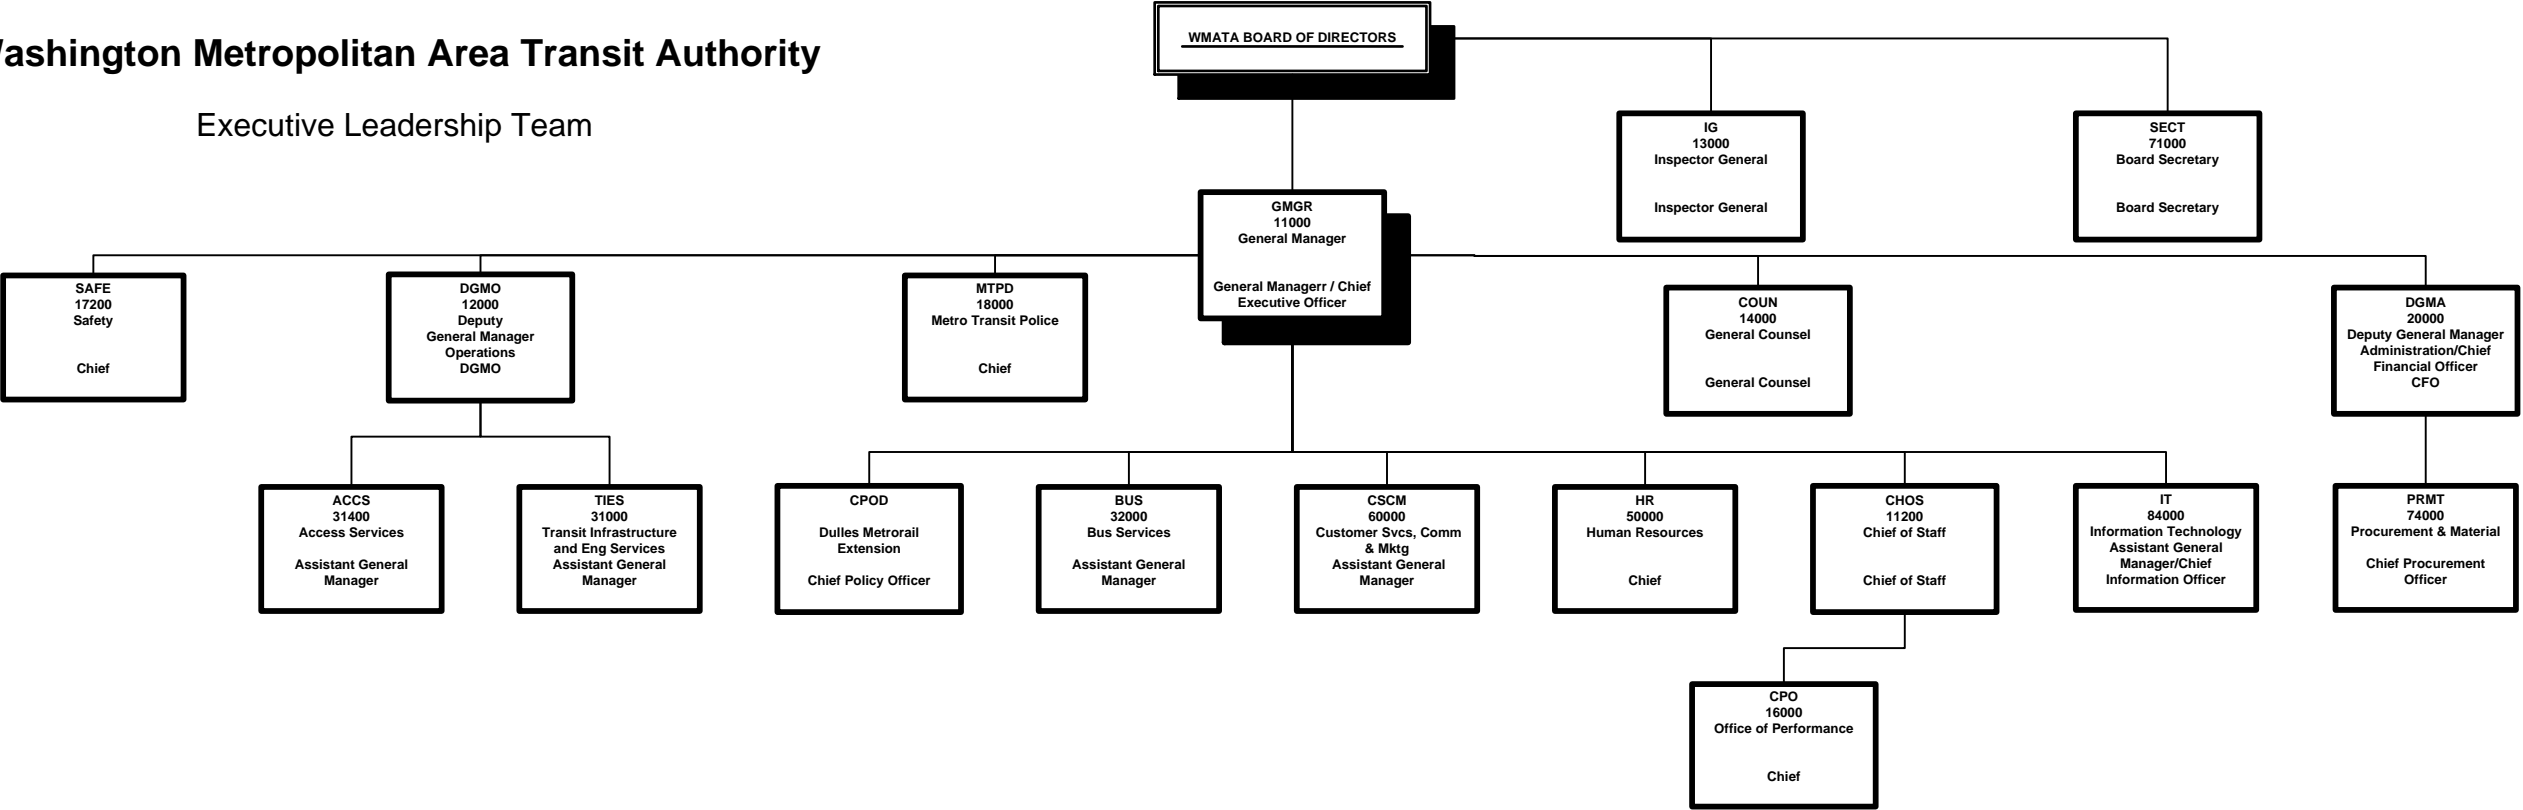 ashington Metropolitan Area Transit Authority
Executive Leadership Team
WMATA BOARD OF DIRECTORS
IG
13000
Inspector General
Inspector General
SECT
71000
Board Secretary
Board Secretary
GMGR
11000
General Manager
General Managerr / Chief
Executive Officer
SAFE
17200
Safety
Chief
DGMO
12000
Deputy
General Manager
Operations
DGMO
MTPD
18000
Metro Transit Police
Chief
COUN
14000
General Counsel
General Counsel
DGMA
20000
Deputy General Manager
Administration/Chief
Financial Officer
CFO
ACCS
31400
Access Services
Assistant General
Manager
TIES
31000
Transit Infrastructure
and Eng Services
Assistant General
Manager
CPOD
Dulles Metrorail
Extension
Chief Policy Officer
BUS
32000
Bus Services
Assistant General
Manager
CSCM
60000
Customer Svcs, Comm
& Mktg
Assistant General
Manager
HR
50000
Human Resources
Chief
CHOS
11200
Chief of Staff
Chief of Staff
IT
84000
Information Technology
Assistant General
Manager/Chief
Information Officer
PRMT
74000
Procurement & Material
Chief Procurement
Officer
CPO
16000
Office of Performance
Chief